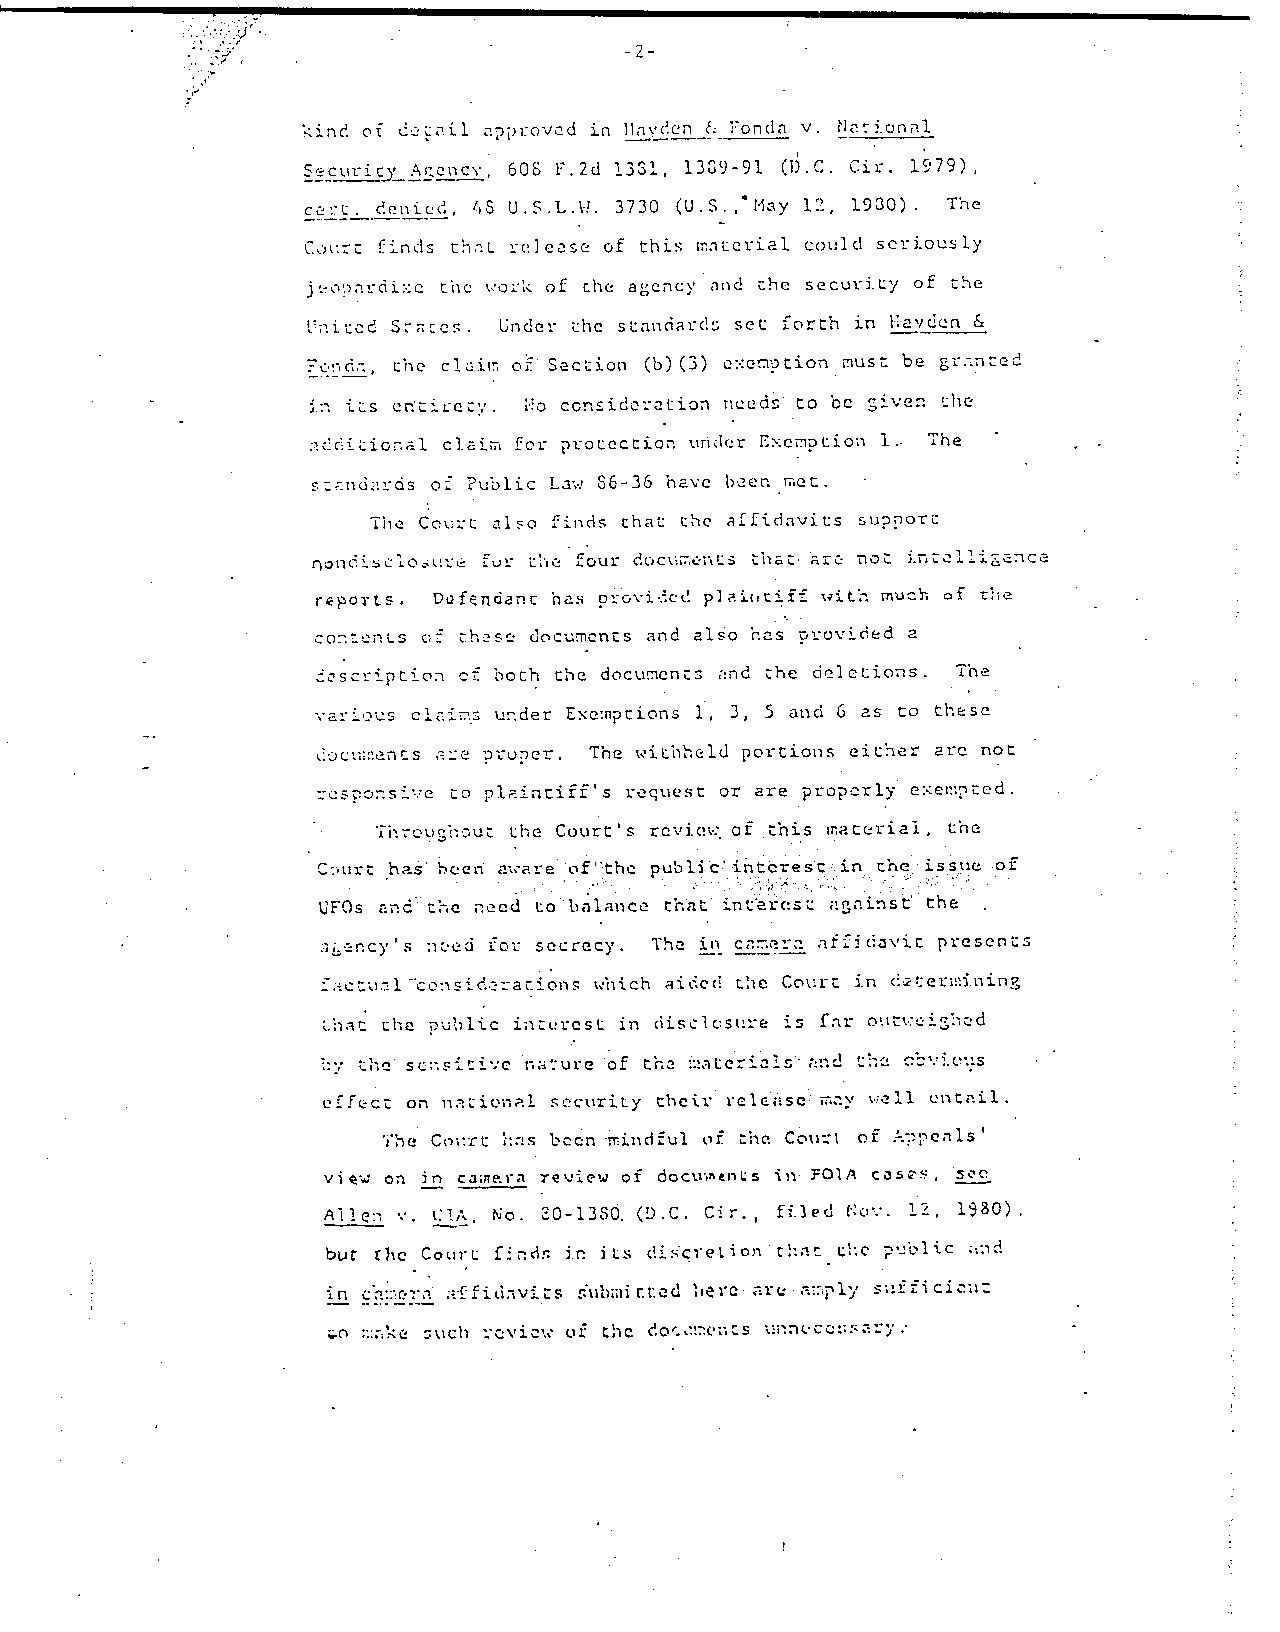 -2-
kind of detail approved in Hayden & Fonda v. National
Security Agency, 608 F.2d 1381, 1389-91 (D.C. Cir. 1979),
cert. denied, 48 U.S.L.W. 3730 (U.S., May 12, 1980). The
Court finds that release of this material could seriously
jeopardize the work of the agency and the security of the
United States. Under the standards set forth in Hayden &
Fonda, the claim of Section (b)(3) exemption must be granted
in its entirety. No consideration needs to be given the
additional claim for protection under Exemption 1. The
standards of Public Law 86-36 have been met.
The Court also finds that the affidavits support
nondisclosure for the four documents that are not intelligence
reports. Defendant has provided plaintiff with much of the
contents of these documents and also has provided a
description of both the documents and the deletions. The
various claims under Exemptions 1, 3, 5 and 6 as to these
documents are proper. The withheld portions either are not
responsive to plaintiff's request or are properly exempted.
Throughout the Court's review of this material, the
Court has been aware of the public interest in the issue of
UFOs and the need to balance that interest against the
agency's need for secrecy. The in camera affidavit presents
factual considerations which aided the Court in determining
that the public interest in disclosure is far outweighed
by the sensitive nature of the materials and the obvious
effect on national security their release may well entail.
The Court has been mindful of the Court of Appeals'
view on in camera review of documents in FOIA cases, see
Allen v. CIA, No. 80-1380 (D.C. Cir., filed Nov. 12, 1980),
but the Court finds in its discretion that the public and
in camera affidavits submitted here are amply sufficient
to make such review of the documents unnecessary.